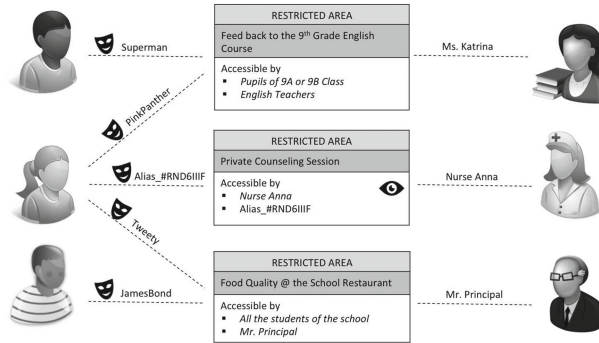 RESTRICTED AREA
Feed back to the 9th Grade English
Course
Accessible by
▪ Pupils of 9A or 9B Class
▪ English Teachers
Superman
Ms. Katrina
PinkPanther
RESTRICTED AREA
Private Counseling Session
Accessible by
▪ Nurse Anna
▪ Alias_#RND6IIIF
Alias_#RND6IIIF
Nurse Anna
Tweety
RESTRICTED AREA
Food Quality @ the School Restaurant
Accessible by
▪ All the students of the school
▪ Mr. Principal
JamesBond
Mr. Principal